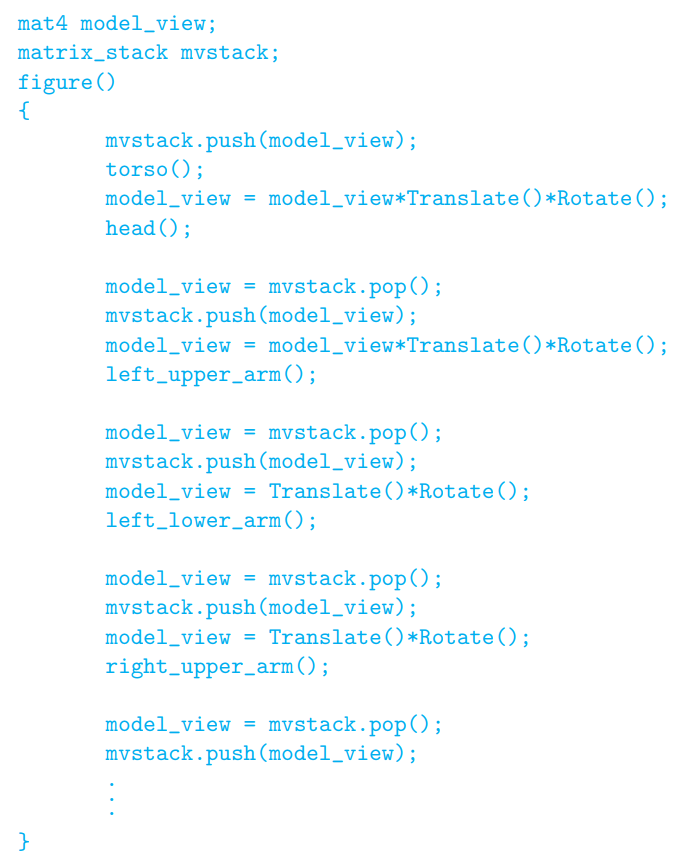 mat4 model_view;
matrix_stack mvstack;
figure()
{
mvstack.push(model_view);
torso();
model_view = model_view*Translate()*Rotate();
head();
model_view = mvstack.pop();
mvstack.push(model_view);
model_view = model_view*Translate()*Rotate();
left_upper_arm();
model_view = mvstack.pop();
mvstack.push(model_view);
model_view = Translate()*Rotate();
left_lower_arm();
model_view = mvstack.pop();
mvstack.push(model_view);
model_view = Translate()*Rotate();
right_upper_arm();
model_view = mvstack.pop();
mvstack.push(model_view);
.
.
.
}